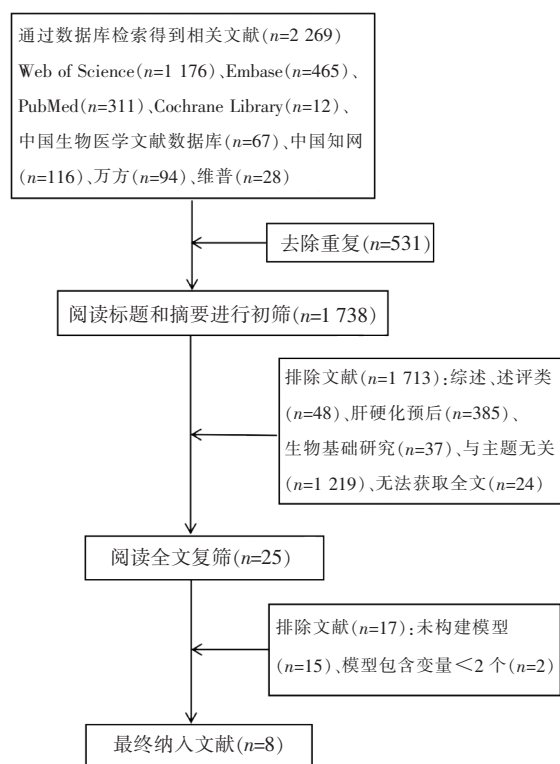 通过数据库检索得到相关文献(n=2 269)
Web of Science(n=1 176)、Embase(n=465)、
PubMed(n=311)、Cochrane Library(n=12)、
中国生物医学文献数据库(n=67)、中国知网
(n=116)、万方(n=94)、维普(n=28)
去除重复(n=531)
阅读标题和摘要进行初筛(n=1 738)
排除文献(n=1 713):综述、述评类
(n=48)、肝硬化预后(n=385)、
生物基础研究(n=37)、与主题无关
(n=1 219)、无法获取全文(n=24)
阅读全文复筛(n=25)
排除文献(n=17):未构建模型
(n=15)、模型包含变量<2 个(n=2)
最终纳入文献(n=8)